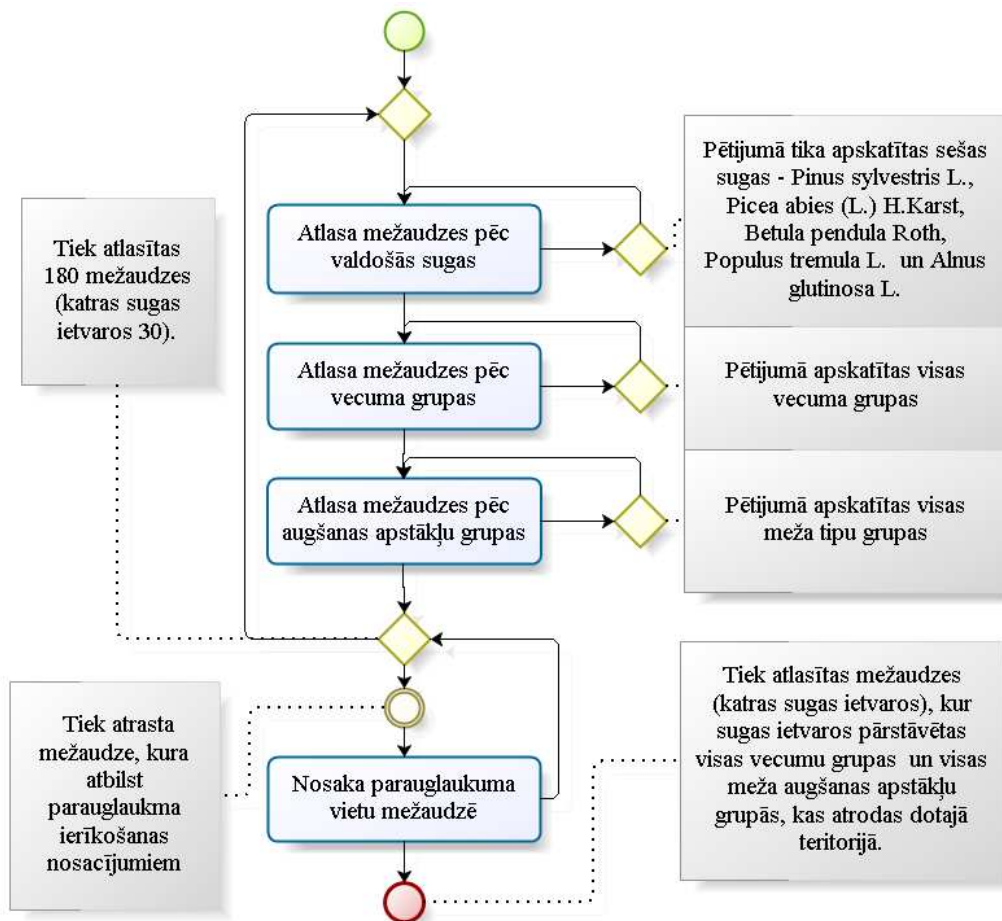 Pētijumā tika apskatītas sešas
sugas - Pinus sylvestris L.,
Picea abies (L.) H.Karst,
Betula pendula Roth,
Populus tremula L.  un Alnus
glutinosa L.
Tiek atlasītas
180 mežaudzes
(katras sugas
ietvaros 30).
Atlasa mežaudzes pēc
valdošās sugas
Atlasa mežaudzes pēc
vecuma grupas
Pētijumā apskatītas visas
vecuma grupas
Atlasa mežaudzes pēc
augšanas apstākļu grupas
Pētijumā apskatītas visas
meža tipu grupas
Tiek atrasta
mežaudze, kura
atbilst
parauglaukma
ierīkošanas
nosacījumiem
Nosaka parauglaukuma
vietu mežaudzē
Tiek atlasītas mežaudzes
(katras sugas ietvaros), kur
sugas ietvaros pārstāvētas
visas vecumu grupas  un visas
meža augšanas apstākļu
grupās, kas atrodas dotajā
teritorijā.